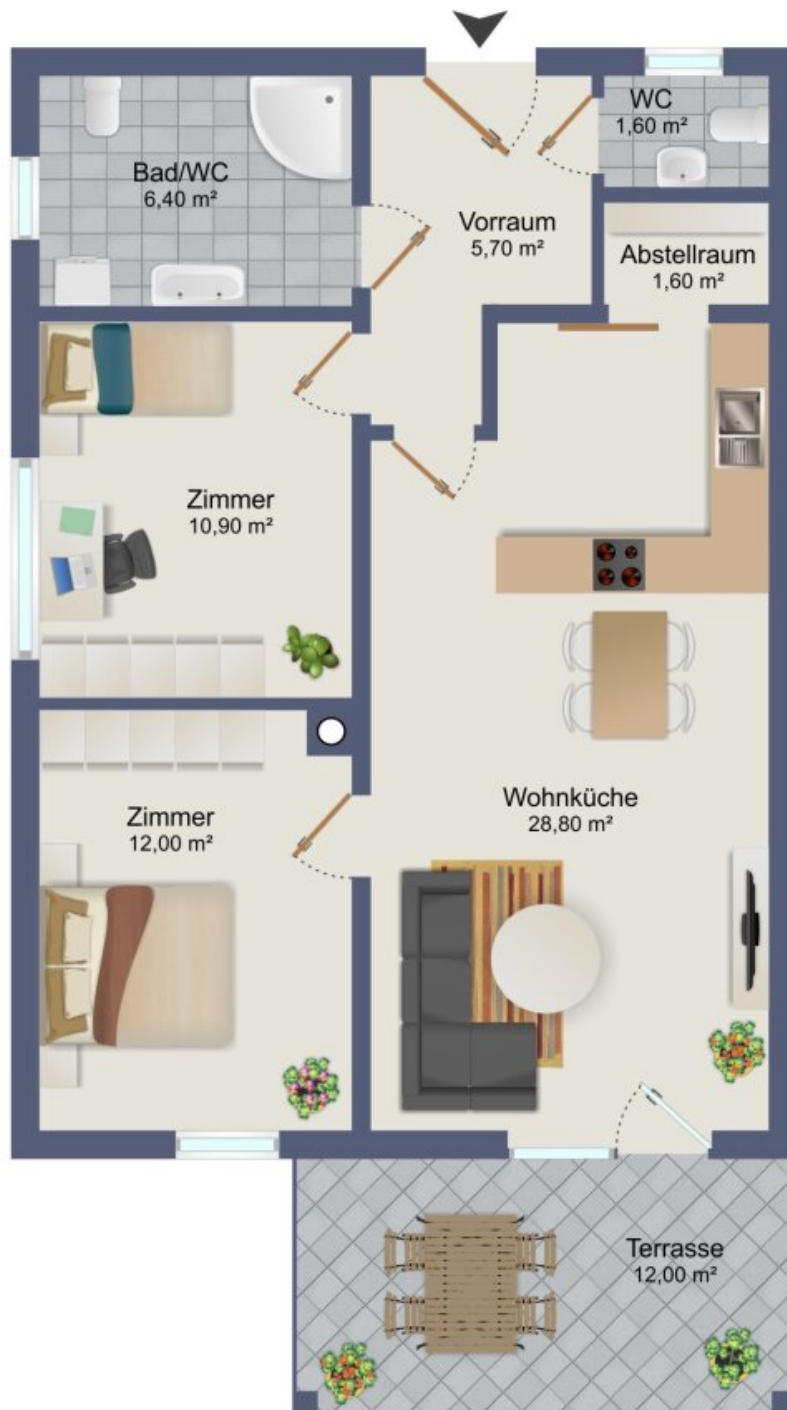 WC
1,60 m²
Bad/WC
6,40 m²
Vorraum
5,70 m²
Abstellraum
1,60 m²
Zimmer
10,90 m²
Wohnküche
28,80 m²
Zimmer
12,00 m²
Terrasse
12,00 m²